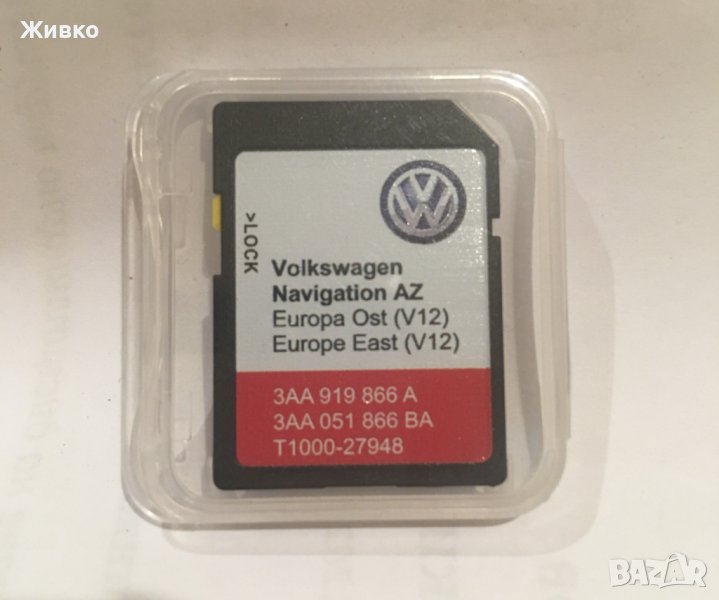 Живко
>LOCK
Volkswagen
Navigation AZ
Europa Ost (V12)
Europe East (V12)
3AA 919 866 A
3AA 051 866 BA
T1000-27948
BAZAR